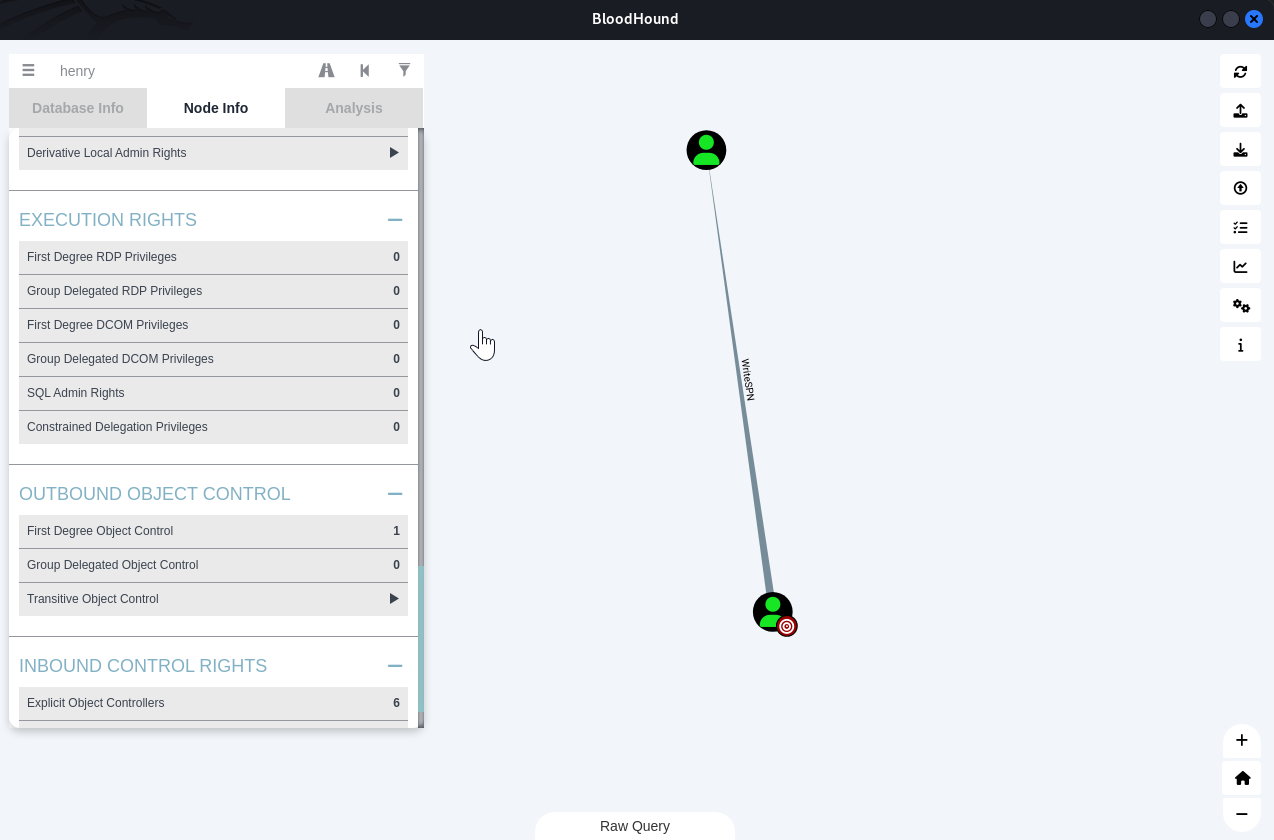 BloodHound
henry
Database Info
Node Info
Analysis
Derivative Local Admin Rights
EXECUTION RIGHTS
First Degree RDP Privileges 0
Group Delegated RDP Privileges 0
First Degree DCOM Privileges 0
Group Delegated DCOM Privileges 0
SQL Admin Rights 0
Constrained Delegation Privileges 0
OUTBOUND OBJECT CONTROL
First Degree Object Control 1
Group Delegated Object Control 0
Transitive Object Control
INBOUND CONTROL RIGHTS
Explicit Object Controllers 6
WriteSPN
Raw Query